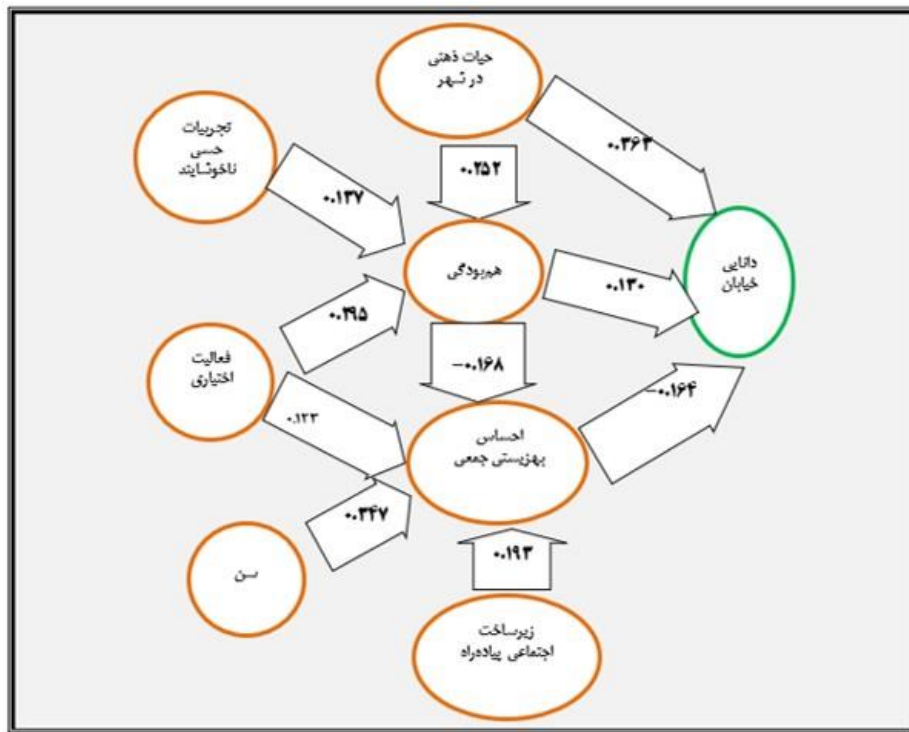 حیات ذهنی
در شهر
تجربیات
حسی
ناخوشایند
۰.۳۶۳
۰.۲۵۲
۰.۱۳۷
هم‌بودگی
دانایی
خیابان
۰.۱۳۰
۰.۲۹۵
فعالیت
اختیاری
-۰.۱۶۸
-۰.۱۶۴
۰.۱۲۳
احساس
بهزیستی جمعی
۰.۳۴۷
سن
۰.۱۹۳
زیرساخت
اجتماعی پیاده‌راه